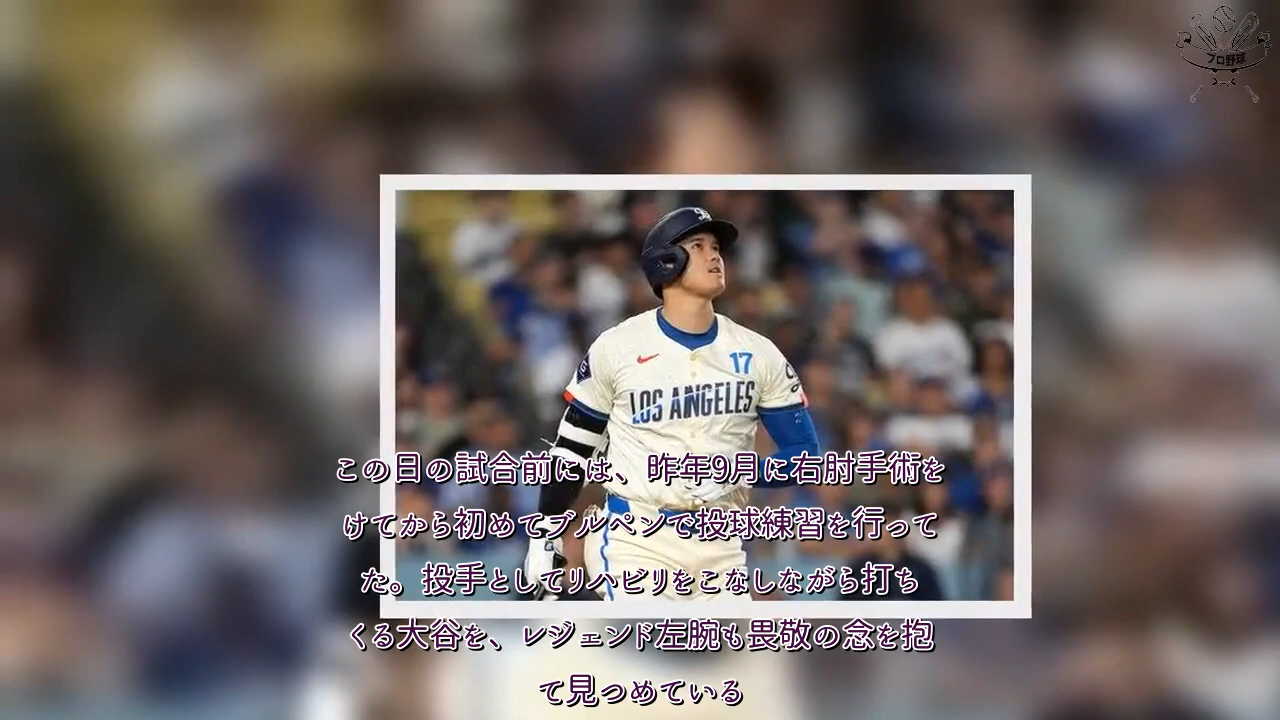 プロ野球
17
LOS ANGELES
この日の試合前には、昨年9月に右肘手術を
けてから初めてブルペンで投球練習を行って
た。投手としてリハビリをこなしながら打ち
くる大谷を、レジェンド左腕も畏敬の念を抱
て見つめている